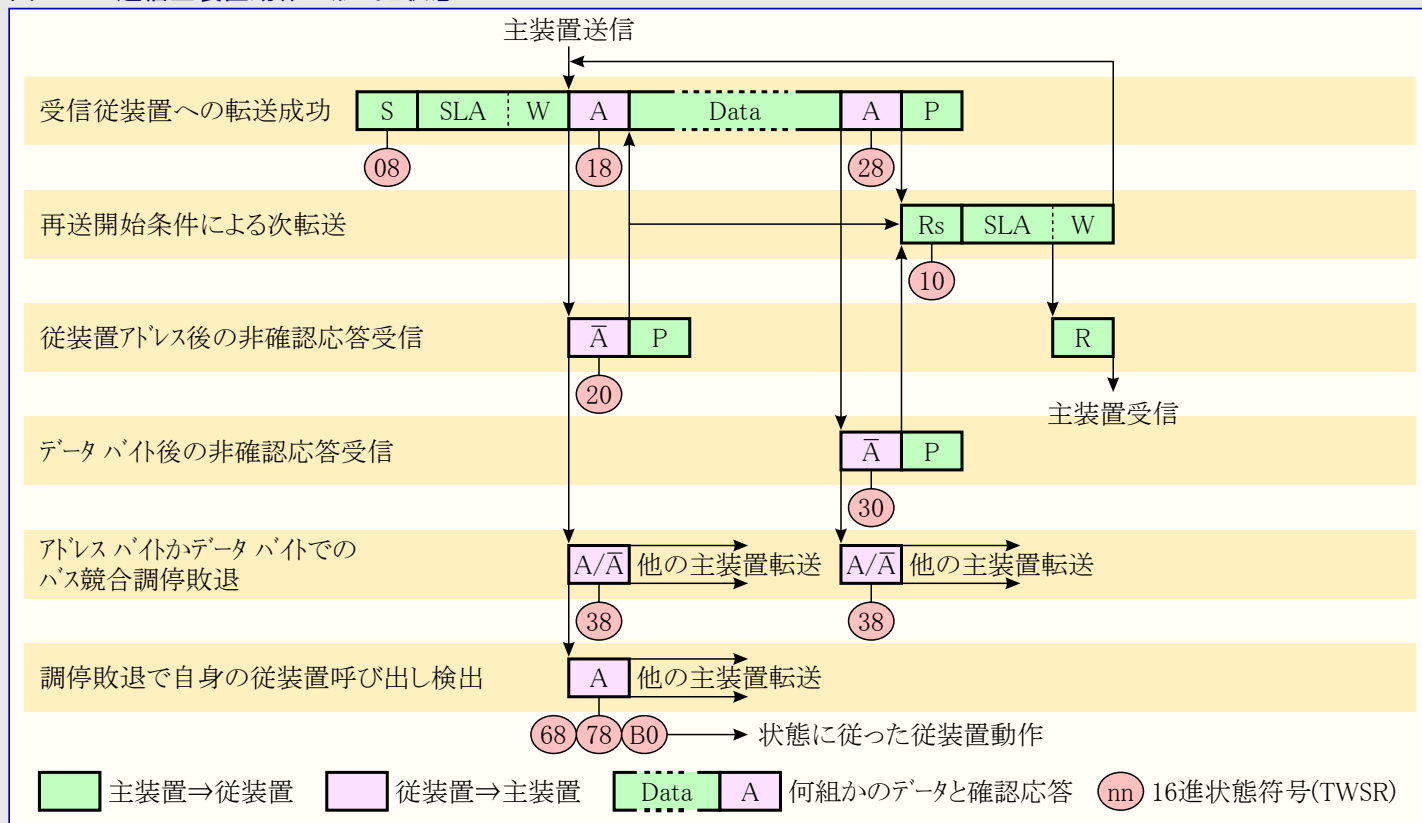 主装置送信
受信従装置への転送成功
S SLA W A Data A P
08 18 28
再送開始条件による次転送
Rs SLA W
10
従装置アドレス後の非確認応答受信
A̅ P R
20
主装置受信
データ バイト後の非確認応答受信
A̅ P
30
アドレス バイトかデータ バイトでの
バス競合調停敗退
A/A̅ 他の主装置転送 A/A̅ 他の主装置転送
38 38
調停敗退で自身の従装置呼び出し検出
A 他の主装置転送
68 78 B0 状態に従った従装置動作
主装置⇒従装置 従装置⇒主装置 Data A 何組かのデータと確認応答 nn 16進状態符号(TWSR)